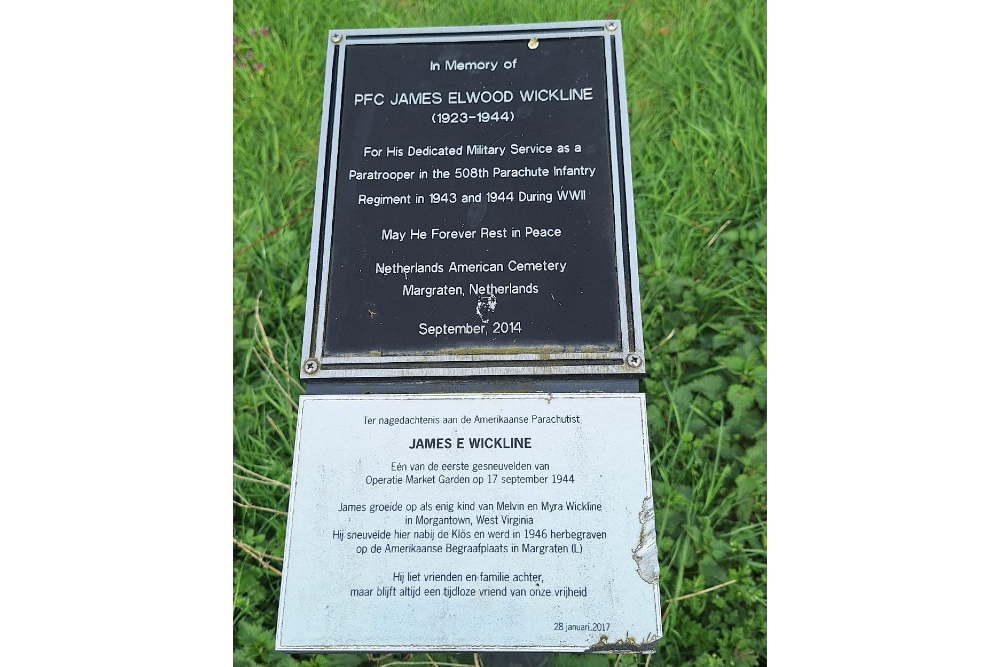 In Memory of
PFC JAMES ELWOOD WICKLINE
(1923-1944)
For His Dedicated Military Service as a
Paratrooper in the 508th Parachute Infantry
Regiment in 1943 and 1944 During WWII
May He Forever Rest in Peace
Netherlands American Cemetery
Margraten, Netherlands
September, 2014
Ter nagedachtenis aan de Amerikaanse Parachutist
JAMES E WICKLINE
Eén van de eerste gesneuvelden van
Operatie Market Garden op 17 september 1944
James groeide op als enig kind van Melvin en Myra Wickline
in Morgantown, West Virginia
Hij sneuvelde hier nabij de Klös en werd in 1946 herbegraven
op de Amerikaanse Begraafplaats in Margraten (L)
Hij liet vrienden en familie achter,
maar blijft altijd een tijdloze vriend van onze vrijheid
28 januari 2017